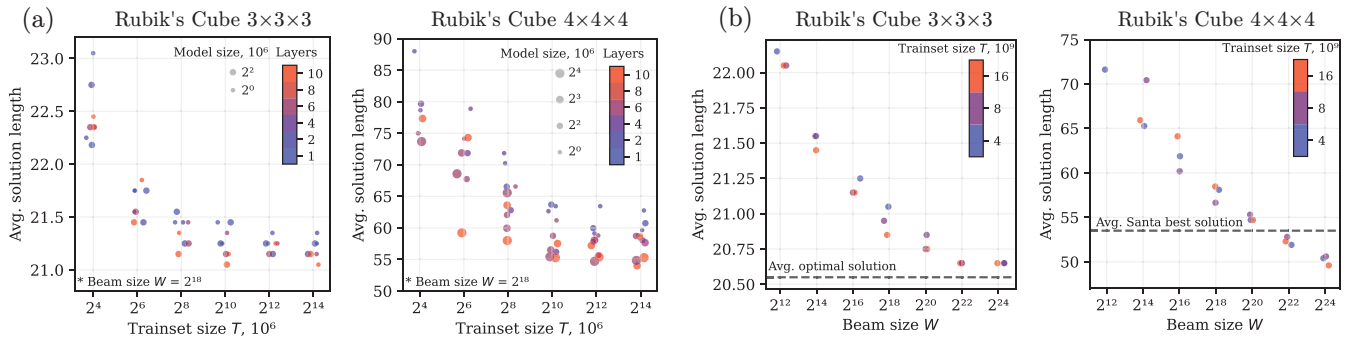 (a)
Rubik's Cube 3×3×3
Avg. solution length
23.0
22.5
22.0
21.5
21.0
Model size, 10⁶ Layers
2²
2⁰
10
8
6
4
2
1
* Beam size W = 2¹⁸
2⁴ 2⁶ 2⁸ 2¹⁰ 2¹² 2¹⁴
Trainset size T, 10⁶
Rubik's Cube 4×4×4
Avg. solution length
90
85
80
75
70
65
60
55
50
Model size, 10⁶ Layers
2⁴
2³
2²
2⁰
10
8
6
4
2
1
* Beam size W = 2¹⁸
2⁴ 2⁶ 2⁸ 2¹⁰ 2¹² 2¹⁴
Trainset size T, 10⁶
(b)
Rubik's Cube 3×3×3
Avg. solution length
22.00
21.75
21.50
21.25
21.00
20.75
20.50
Trainset size T, 10⁹
16
8
4
Avg. optimal solution
2¹² 2¹⁴ 2¹⁶ 2¹⁸ 2²⁰ 2²² 2²⁴
Beam size W
Rubik's Cube 4×4×4
Avg. solution length
75
70
65
60
55
50
Trainset size T, 10⁹
16
8
4
Avg. Santa best solution
2¹² 2¹⁴ 2¹⁶ 2¹⁸ 2²⁰ 2²² 2²⁴
Beam size W